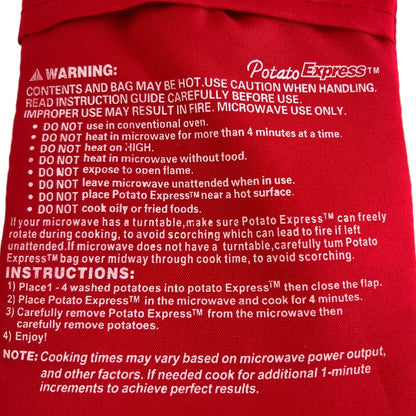 ⚠ WARNING:
Potato Express™
CONTENTS AND BAG MAY BE HOT.USE CAUTION WHEN HANDLING.
READ INSTRUCTION GUIDE CAREFULLY BEFORE USE.
IMPROPER USE MAY RESULT IN FIRE. MICROWAVE USE ONLY.
• DO NOT use in conventional oven.
• DO NOT heat in microwave for more than 4 minutes at a time.
• DO NOT heat on HIGH.
• DO NOT heat in microwave without food.
• DO NOT expose to open flame.
• DO NOT leave microwave unattended when in use.
• DO NOT place Potato Express™ near a hot surface.
• DO NOT cook oily or fried foods.
If your microwave has a turntable,make sure Potato Express™ can freely
rotate during cooking, to avoid scorching which can lead to fire if left
unattended.If microwave does not have a turntable,carefully turn Potato
Express™ bag over midway through cook time, to avoid scorching.
INSTRUCTIONS:
1) Place1 - 4 washed potatoes into potato Express™ then close the flap.
2) Place Potato Express™ in the microwave and cook for 4 minutes.
3) Carefully remove Potato Express™ from the microwave then
carefully remove potatoes.
4) Enjoy!
NOTE: Cooking times may vary based on microwave power output,
and other factors. If needed cook for additional 1-minute
increments to achieve perfect results.